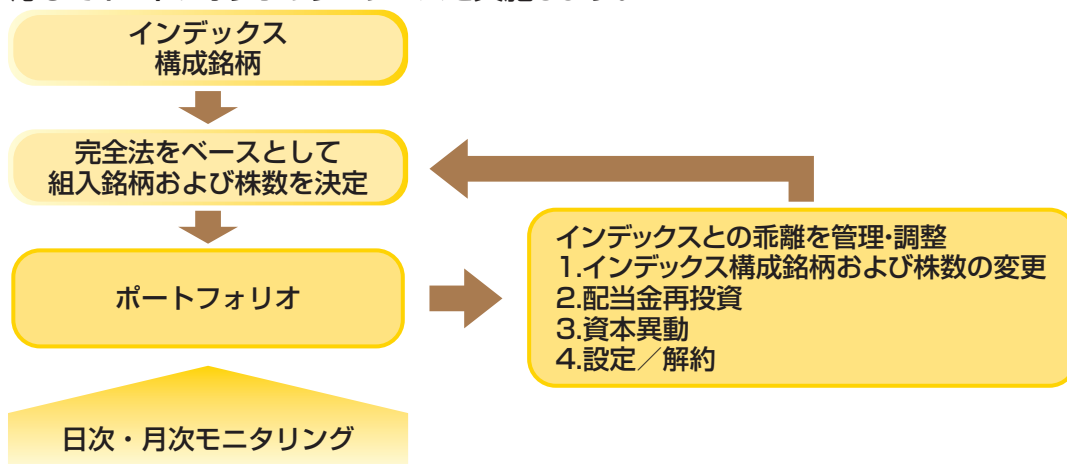 インデックス
構成銘柄
完全法をベースとして
組入銘柄および株数を決定
ポートフォリオ
インデックスとの乖離を管理・調整
1.インデックス構成銘柄および株数の変更
2.配当金再投資
3.資本異動
4.設定／解約
日次・月次モニタリング